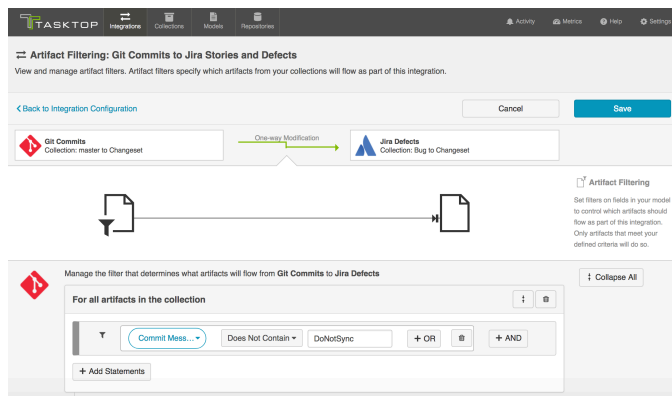 TASKTOP
Integrations
Collections
Models
Repositories
Activity
Metrics
Help
Settings
Artifact Filtering: Git Commits to Jira Stories and Defects
View and manage artifact filters. Artifact filters specify which artifacts from your collections will flow as part of this integration.
Back to Integration Configuration
Cancel
Save
Git Commits
Collection: master to Changeset
One-way Modification
Jira Defects
Collection: Bug to Changeset
Artifact Filtering
Set filters on fields in your model
to control which artifacts should
flow as part of this integration.
Only artifacts that meet your
defined criteria will do so.
Manage the filter that determines what artifacts will flow from Git Commits to Jira Defects
Collapse All
For all artifacts in the collection
Commit Mess...
Does Not Contain
DoNotSync
+ OR
+ AND
+ Add Statements